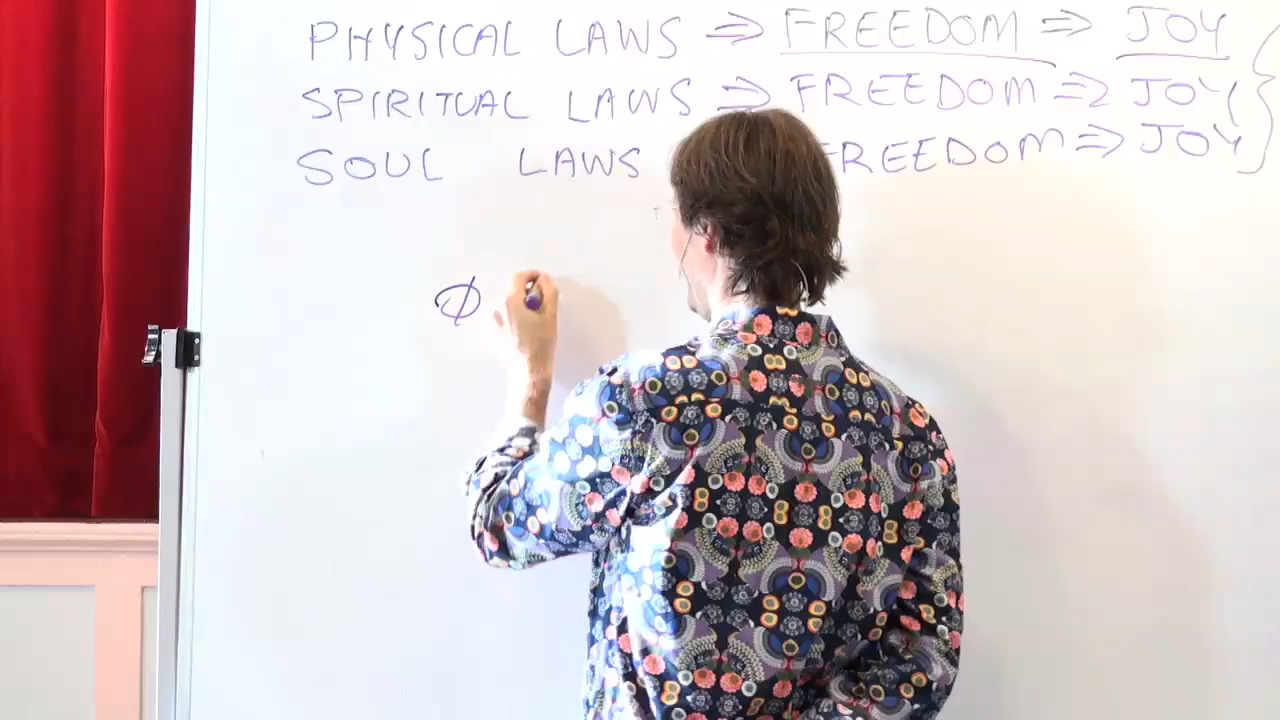 PHYSICAL LAWS ⇒ FREEDOM ⇒ JOY
SPIRITUAL LAWS ⇒ FREEDOM ⇒ JOY
SOUL LAWS FREEDOM ⇒ JOY
Φ